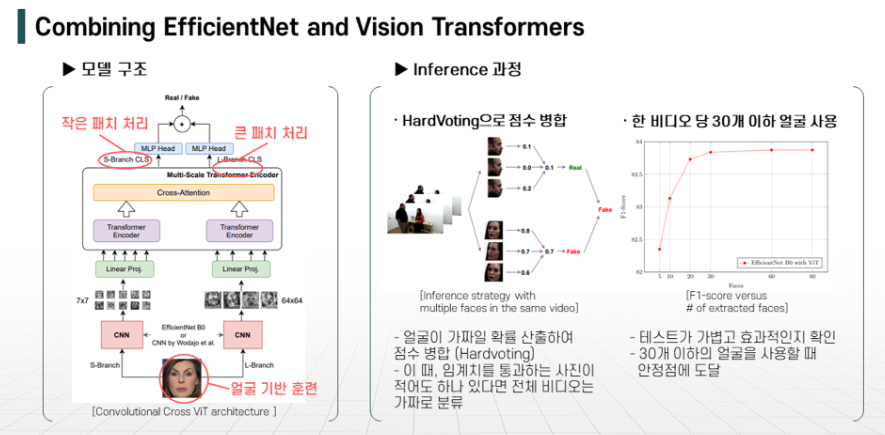 Combining EfficientNet and Vision Transformers
▶ 모델 구조
Real / Fake
작은 패치 처리
큰 패치 처리
+
MLP Head
MLP Head
S-Branch CLS
L-Branch CLS
Multi-Scale Transformer Encoder
Cross-Attention
Transformer
Encoder
Transformer
Encoder
Linear Proj.
Linear Proj.
7x7
64x64
CNN
EfficientNet B0
or
CNN by Wodajo et al.
CNN
S-Branch
L-Branch
얼굴 기반 훈련
[Convolutional Cross ViT architecture ]
▶ Inference 과정
· HardVoting으로 점수 병합
0.1
0.0
0.1
Real
0.2
Fake
0.8
0.7
0.7
Fake
0.6
[Inference strategy with
multiple faces in the same video]
- 얼굴이 가짜일 확률 산출하여
점수 병합 (Hardvoting)
- 이 때, 임계치를 통과하는 사진이
적어도 하나 있다면 전체 비디오는
가짜로 분류
· 한 비디오 당 30개 이하 얼굴 사용
84
83.5
83
82.5
82
F1-Score
5 10 20 30 60 80
Faces
EfficientNet B0 with ViT
[F1-score versus
# of extracted faces]
- 테스트가 가볍고 효과적인지 확인
- 30개 이하의 얼굴을 사용할 때
안정점에 도달